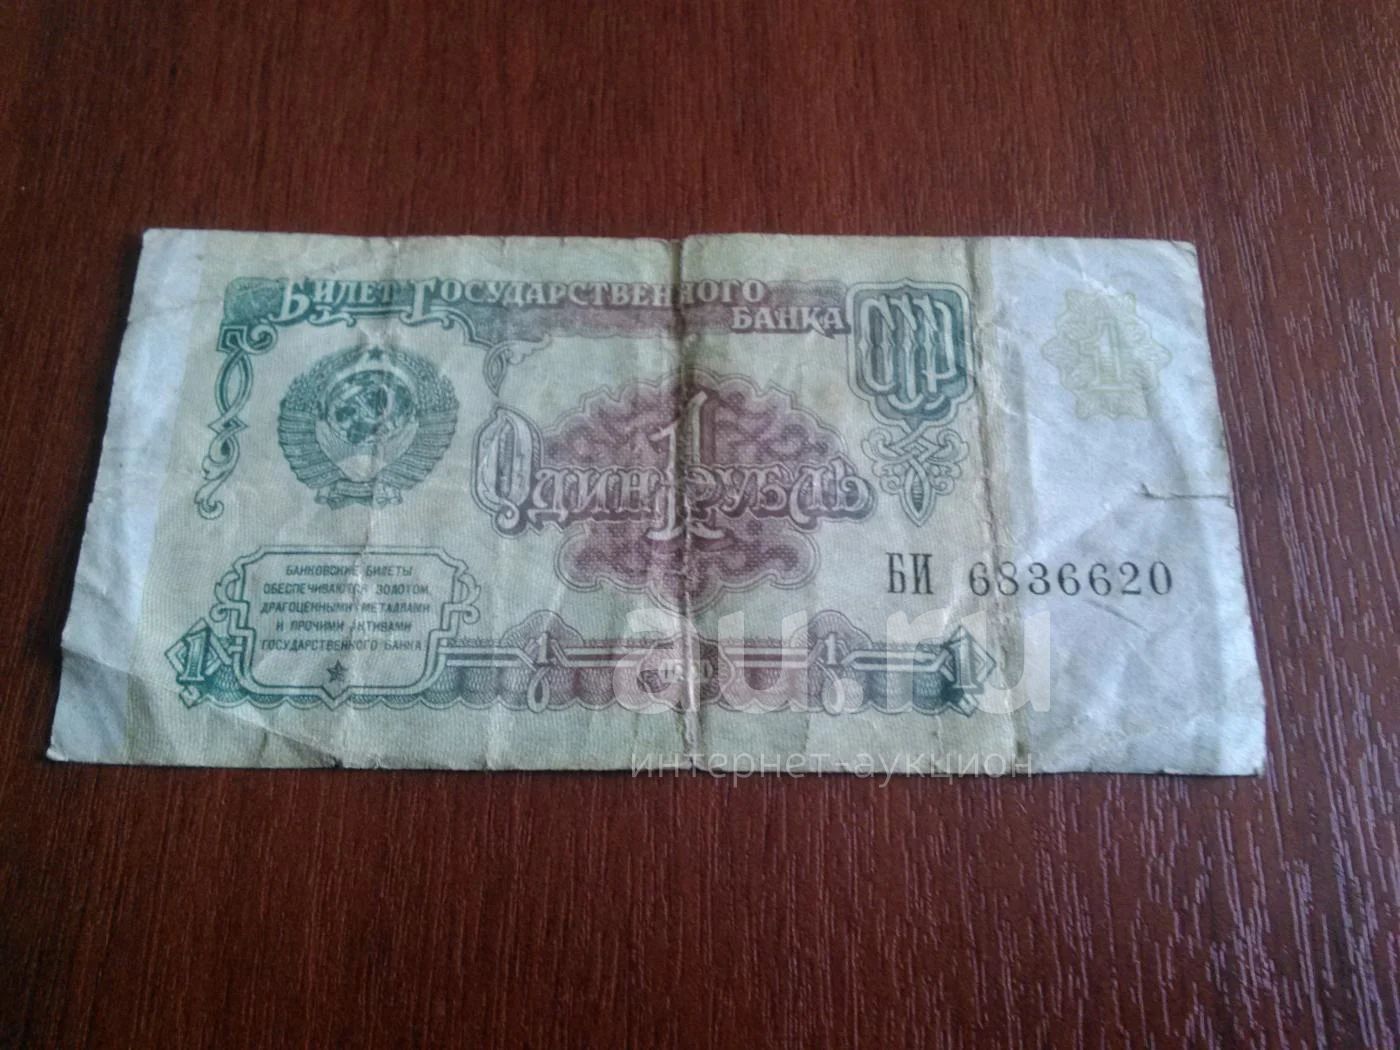 Билет Государственного
Банка
СССР
1
1
Один рубль
БИ 6836620
БАНКОВСКИЕ БИЛЕТЫ
ОБЕСПЕЧИВАЮТСЯ ЗОЛОТОМ,
ДРАГОЦЕННЫМИ МЕТАЛЛАМИ
И ПРОЧИМИ АКТИВАМИ
ГОСУДАРСТВЕННОГО БАНКА
1 1 1991 1 1
au.ru
интернет-аукцион